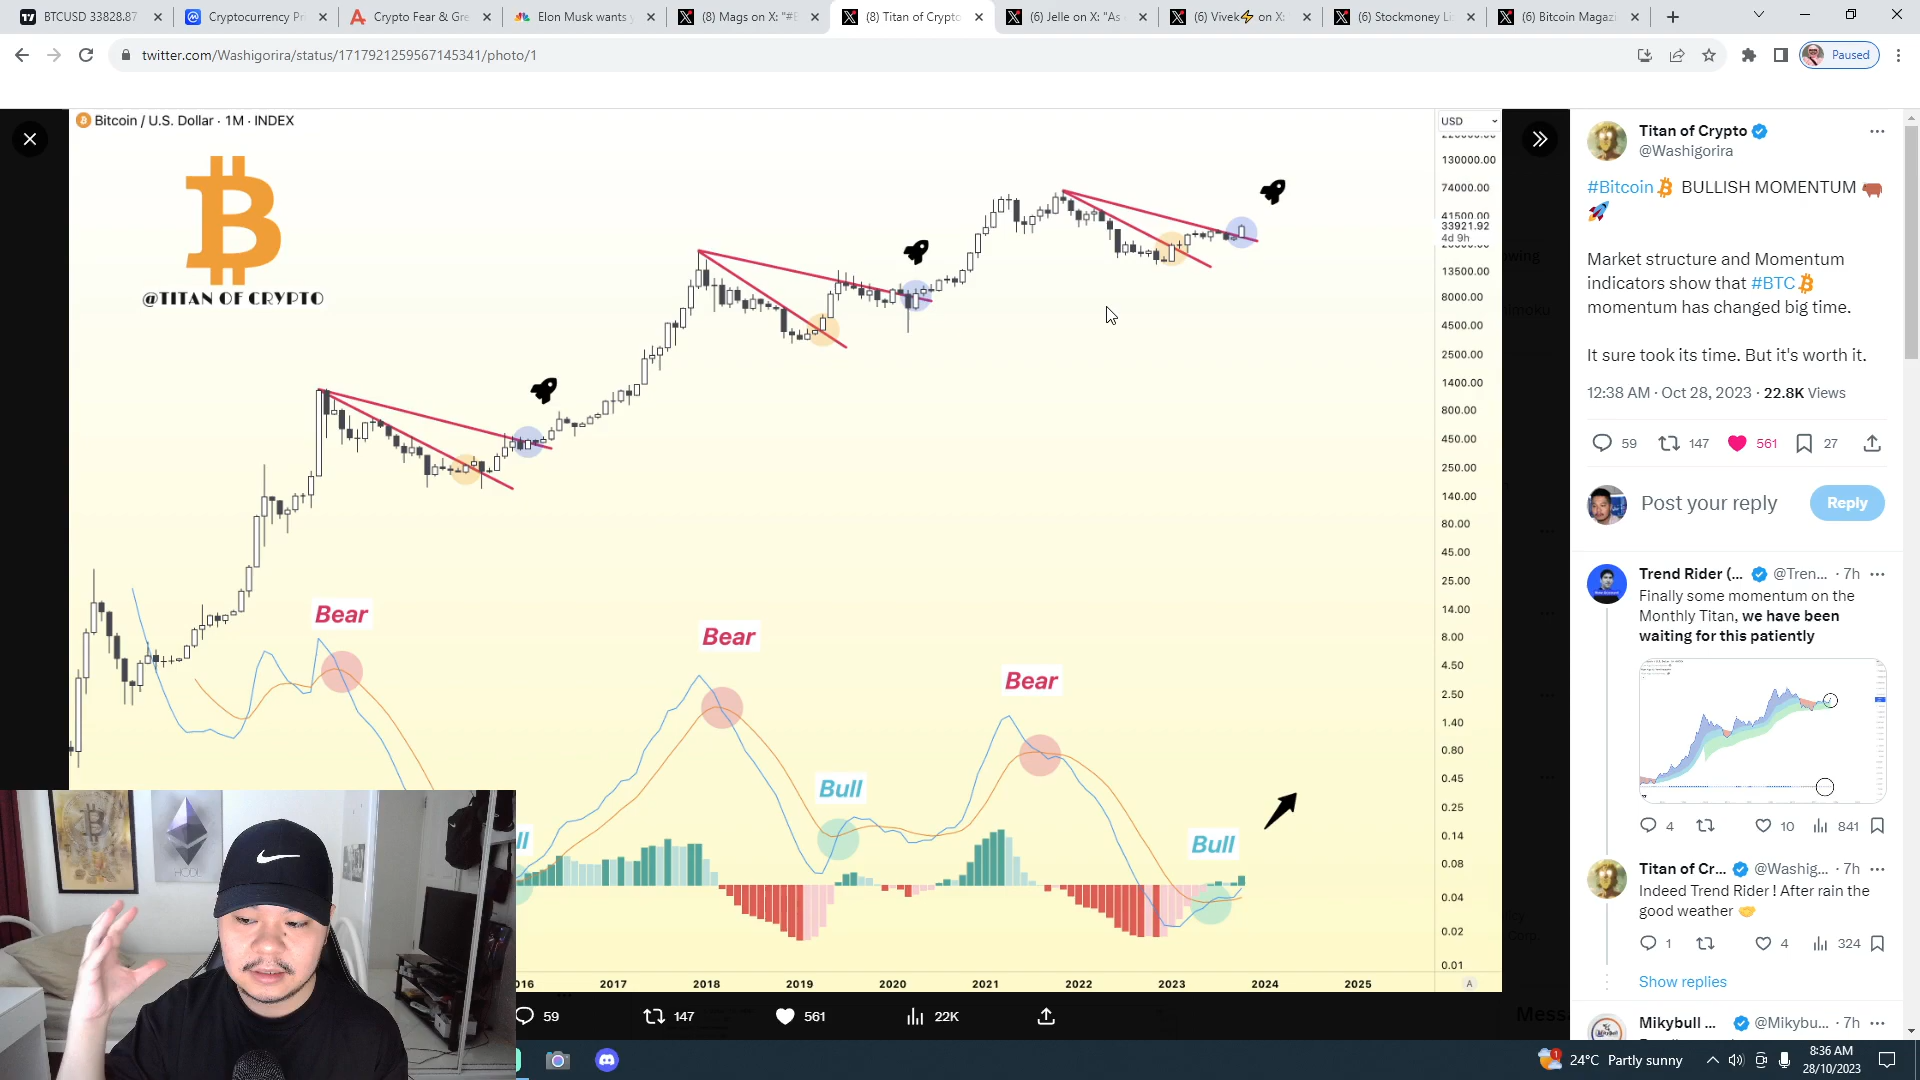 BTCUSD 33828.87
Cryptocurrency Pr
Crypto Fear & Gre
Elon Musk wants y
(8) Mags on X: "#E
(8) Titan of Crypto
(6) Jelle on X: "As
(6) Vivek⚡ on X:
(6) Stockmoney Li
(6) Bitcoin Magazi
twitter.com/Washigorira/status/1717921259567145341/photo/1
Paused
Bitcoin / U.S. Dollar · 1M · INDEX
@TITAN OF CRYPTO
Bear
Bear
Bear
Bull
Bull
ll
USD
130000.00
74000.00
41500.00
33921.92
4d 9h
13500.00
8000.00
4500.00
2500.00
1400.00
800.00
450.00
250.00
140.00
80.00
45.00
25.00
14.00
8.00
4.50
2.50
1.40
0.80
0.45
0.25
0.14
0.08
0.04
0.02
0.01
016 2017 2018 2019 2020 2021 2022 2023 2024 2025
A
59 147 561 22K
Titan of Crypto
@Washigorira
#Bitcoin BULLISH MOMENTUM 🐂
🚀
Market structure and Momentum
indicators show that #BTC
momentum has changed big time.
It sure took its time. But it's worth it.
12:38 AM · Oct 28, 2023 · 22.8K Views
59 147 561 27
Post your reply
Reply
Trend Rider (... @Tren... · 7h
Finally some momentum on the
Monthly Titan, we have been
waiting for this patiently
4 10 841
Titan of Cr... @Washig... · 7h
Indeed Trend Rider ! After rain the
good weather 🤝
1 4 324
Show replies
Mikybull ... @Mikybu... · 7h
Mess
24°C Partly sunny
8:36 AM
28/10/2023